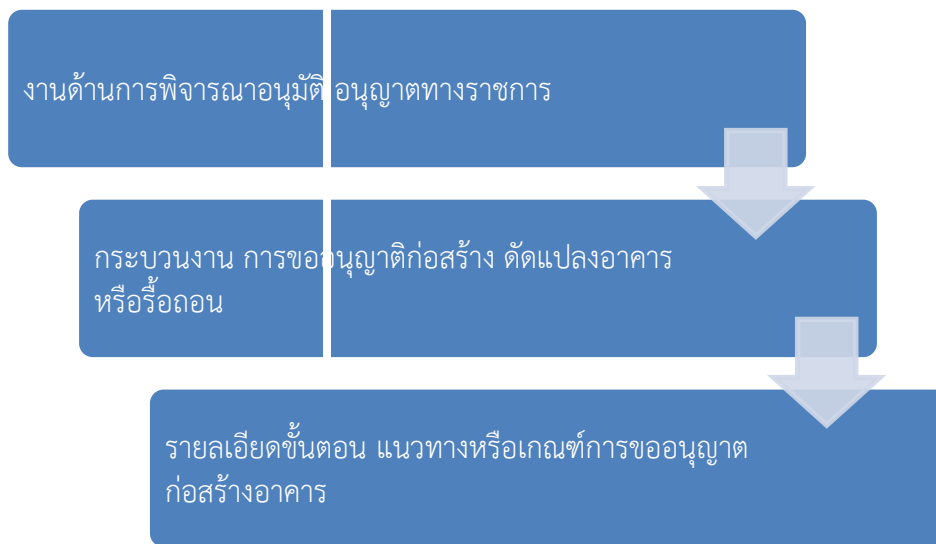 งานด้านการพิจารณาอนุมัติ อนุญาตทางราชการ
กระบวนงาน การขออนุญาติก่อสร้าง ดัดแปลงอาคาร
หรือรื้อถอน
รายลเอียดขั้นตอน แนวทางหรือเกณฑ์การขออนุญาต
ก่อสร้างอาคาร